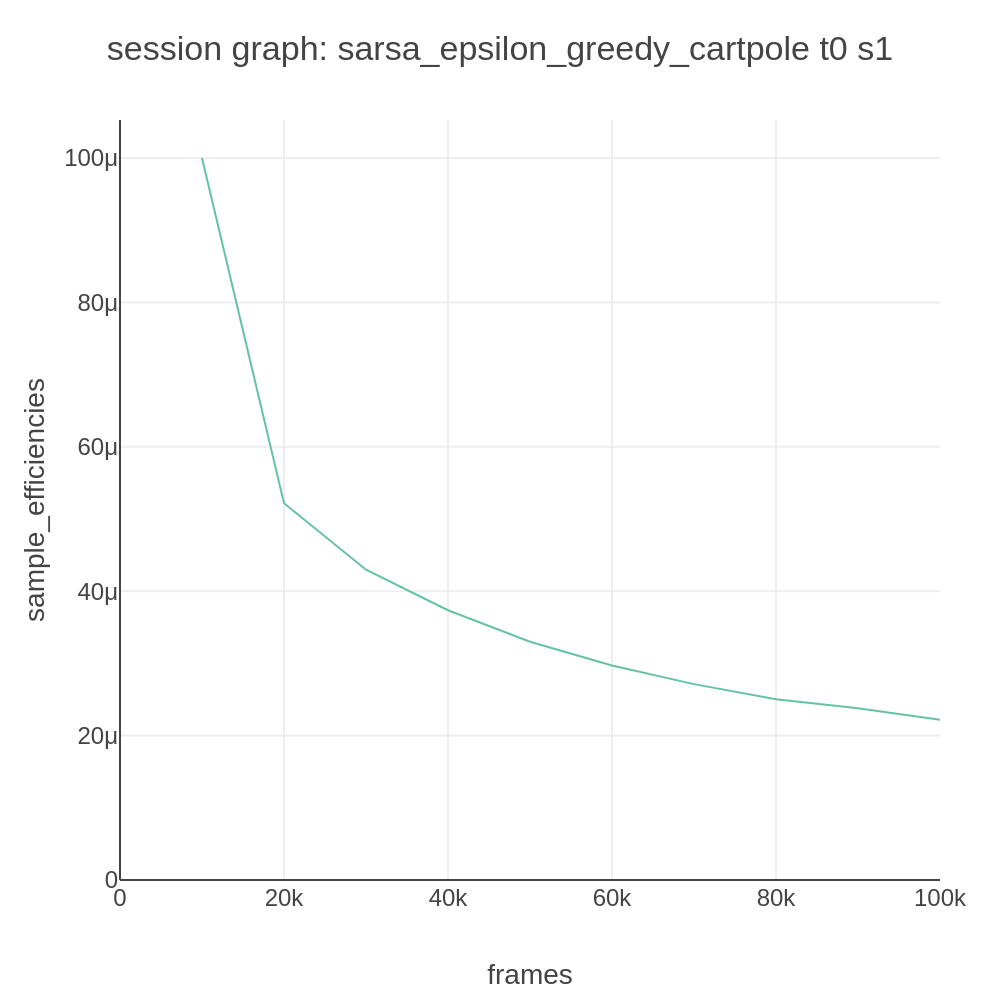 session graph: sarsa_epsilon_greedy_cartpole t0 s1
sample_efficiencies
100μ
80μ
60μ
40μ
20μ
0
0 20k 40k 60k 80k 100k
frames